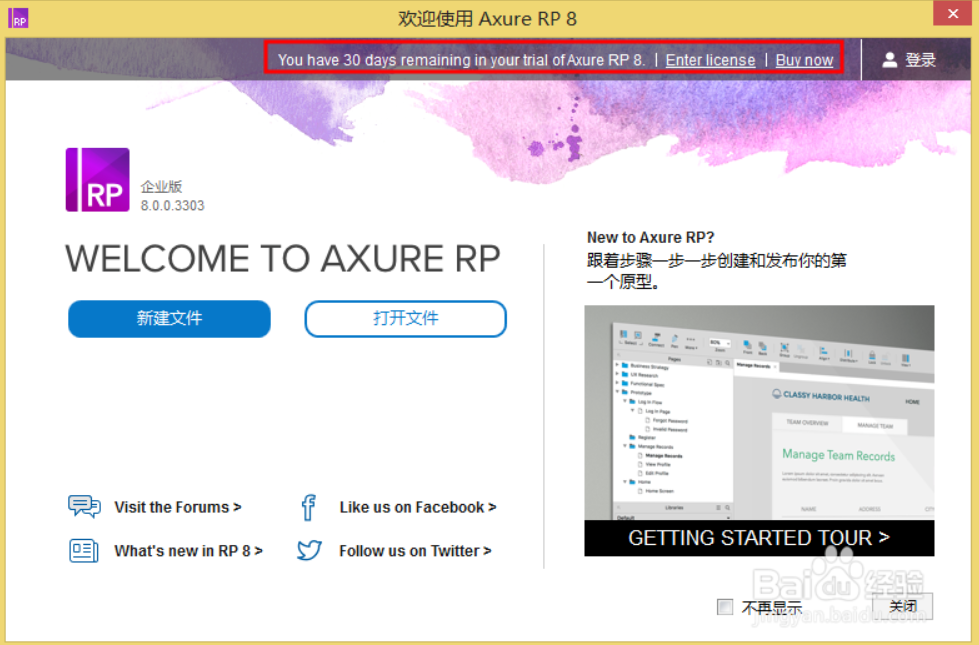 RP
欢迎使用 Axure RP 8
You have 30 days remaining in your trial of Axure RP 8. | Enter license | Buy now
登录
RP
企业版
8.0.0.3303
WELCOME TO AXURE RP
新建文件
打开文件
New to Axure RP?
跟着步骤一步一步创建和发布你的第
一个原型。
Pages
Business Strategy
UX Research
Functional Spec
Prototype
Log In Flow
Log In Page
Forgot Password
Invalid Password
Register
Manage Records
Manage Records
View Profile
Edit Profile
Home
Home Screen
Libraries
Default
Manage Records
CLASSY HARBOR HEALTH
HOME
TEAM OVERVIEW
MANAGE TEAM
Manage Team Records
NAME
ADDRESS
GETTING STARTED TOUR >
Visit the Forums >
Like us on Facebook >
What's new in RP 8 >
Follow us on Twitter >
不再显示
关闭
Baidu经验
jingyan.baidu.com